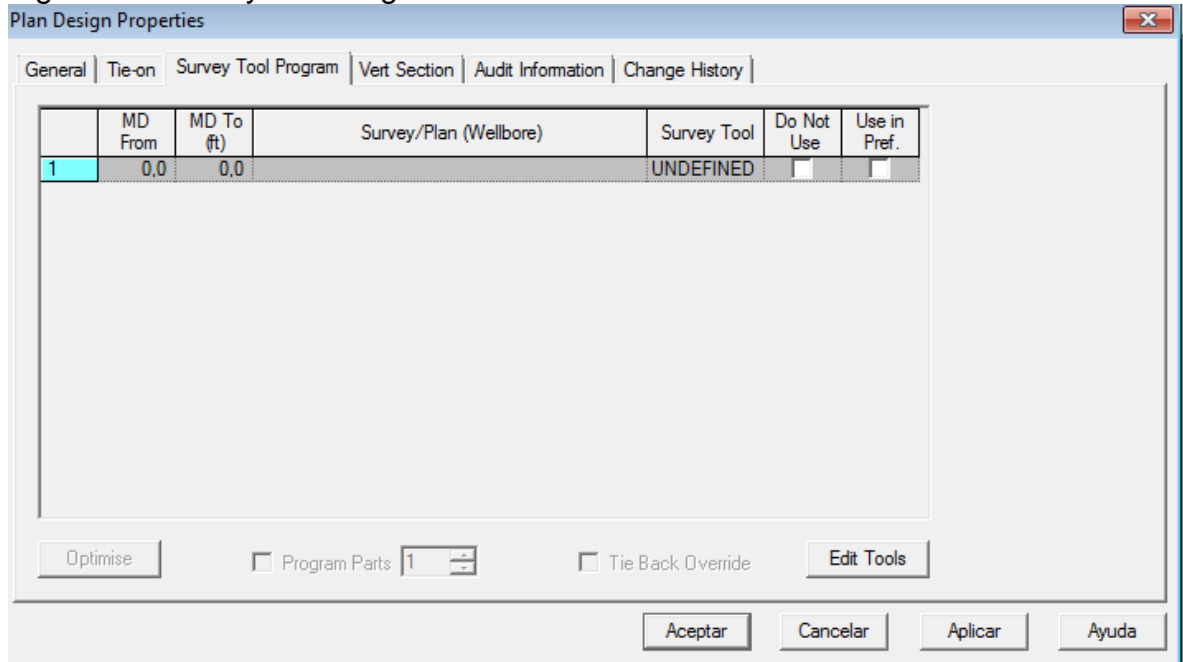 Plan Design Properties
General Tie-on Survey Tool Program Vert Section Audit Information Change History
MD From MD To (ft) Survey/Plan (Wellbore) Survey Tool Do Not Use Use in Pref.
1 0,0 0,0 UNDEFINED
Optimise Program Parts 1 Tie Back Override Edit Tools
Aceptar Cancelar Aplicar Ayuda